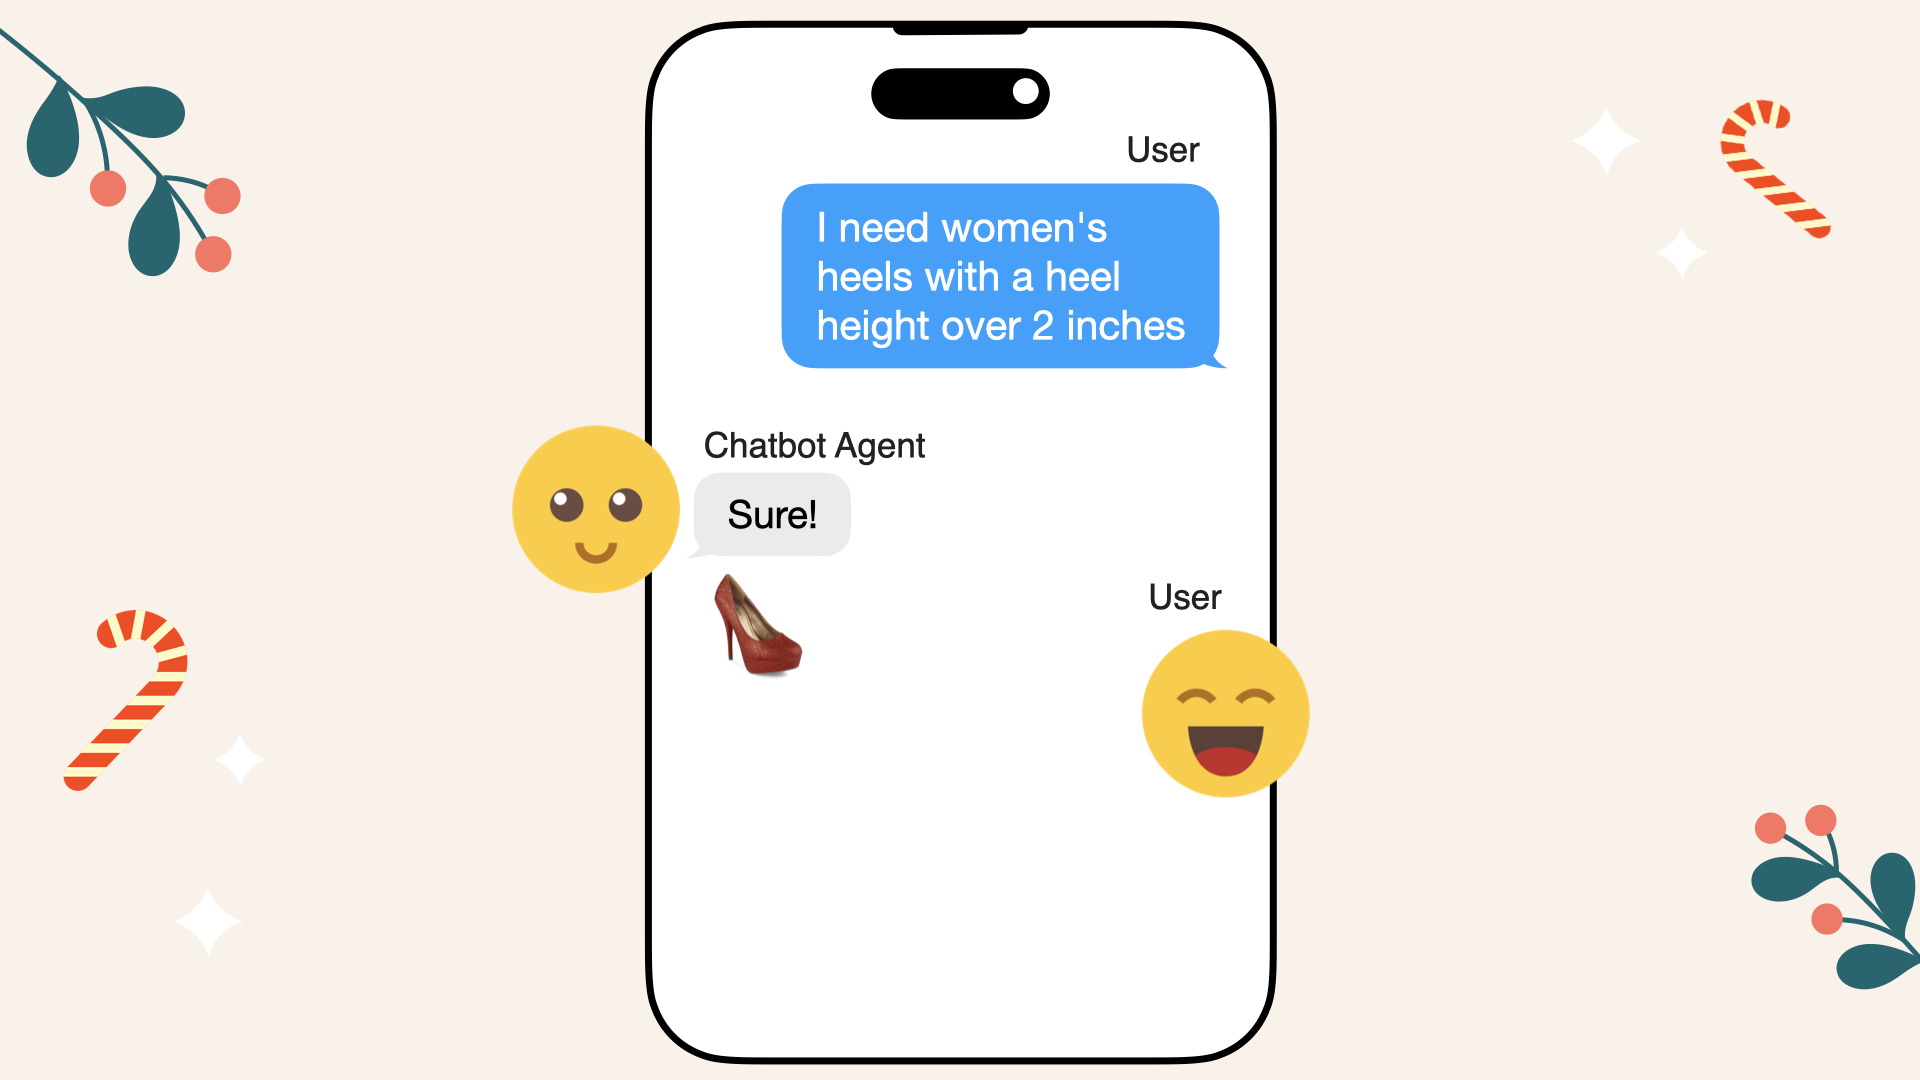 User
I need women's
heels with a heel
height over 2 inches
Chatbot Agent
Sure!
User